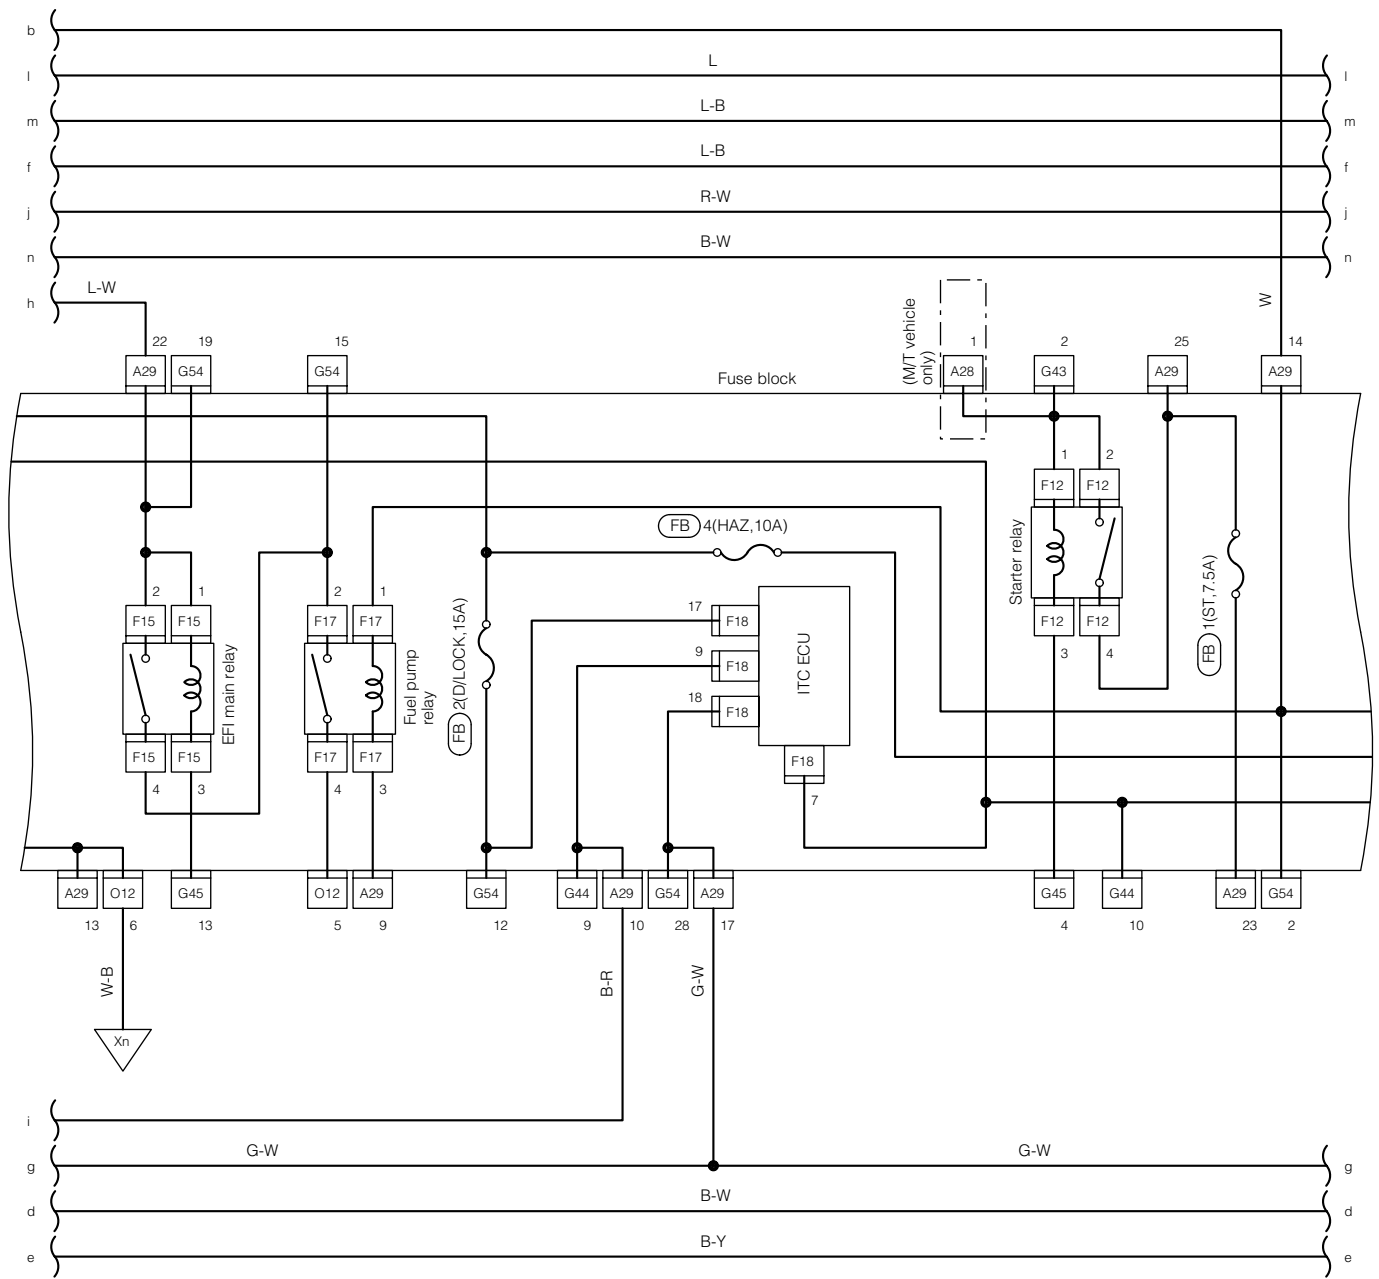 b
l L l
m L-B m
f L-B f
j R-W j
n B-W n
h L-W
W
(M/T vehicle
only)
22 19 15 1 2 25 14
A29 G54 G54 A28 G43 A29 A29
Fuse block
1 2
F12 F12
Starter relay
F12 F12
3 4
FB 4(HAZ,10A)
FB 1(ST,7.5A)
FB 2(D/LOCK,15A)
2 1 2 1
F15 F15 F17 F17
EFI main relay
Fuel pump
relay
F15 F15 F17 F17
4 3 4 3
17 F18
9 F18
18 F18
ITC ECU
F18
7
A29 O12 G45 O12 A29 G54 G44 A29 G54 A29 G45 G44 A29 G54
13 6 13 5 9 12 9 10 28 17 4 10 23 2
W-B B-R G-W
Xn
i
g G-W G-W g
d B-W d
e B-Y e